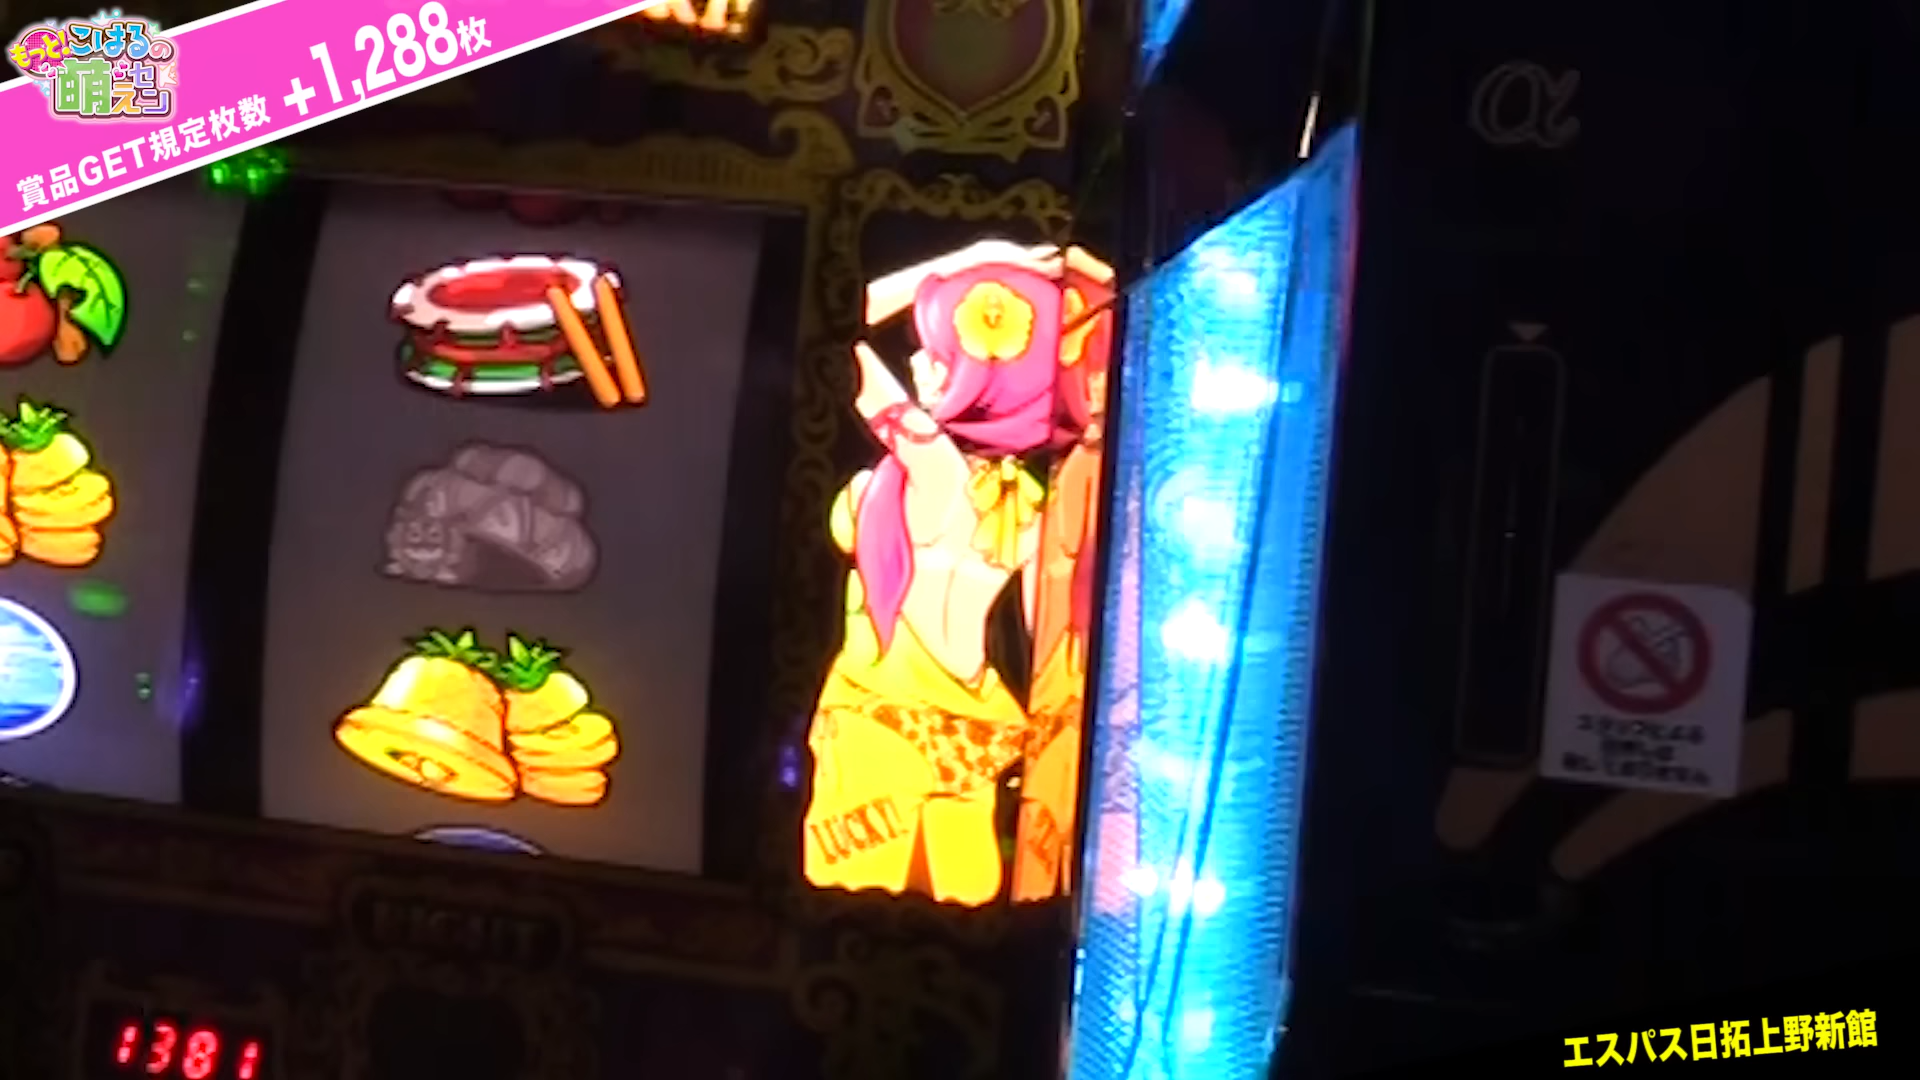 もっと!こはるの
萌えセン
賞品GET規定枚数 +1,288枚
α
LUCKY!
RIGHT
1381
エスパス日拓上野新館